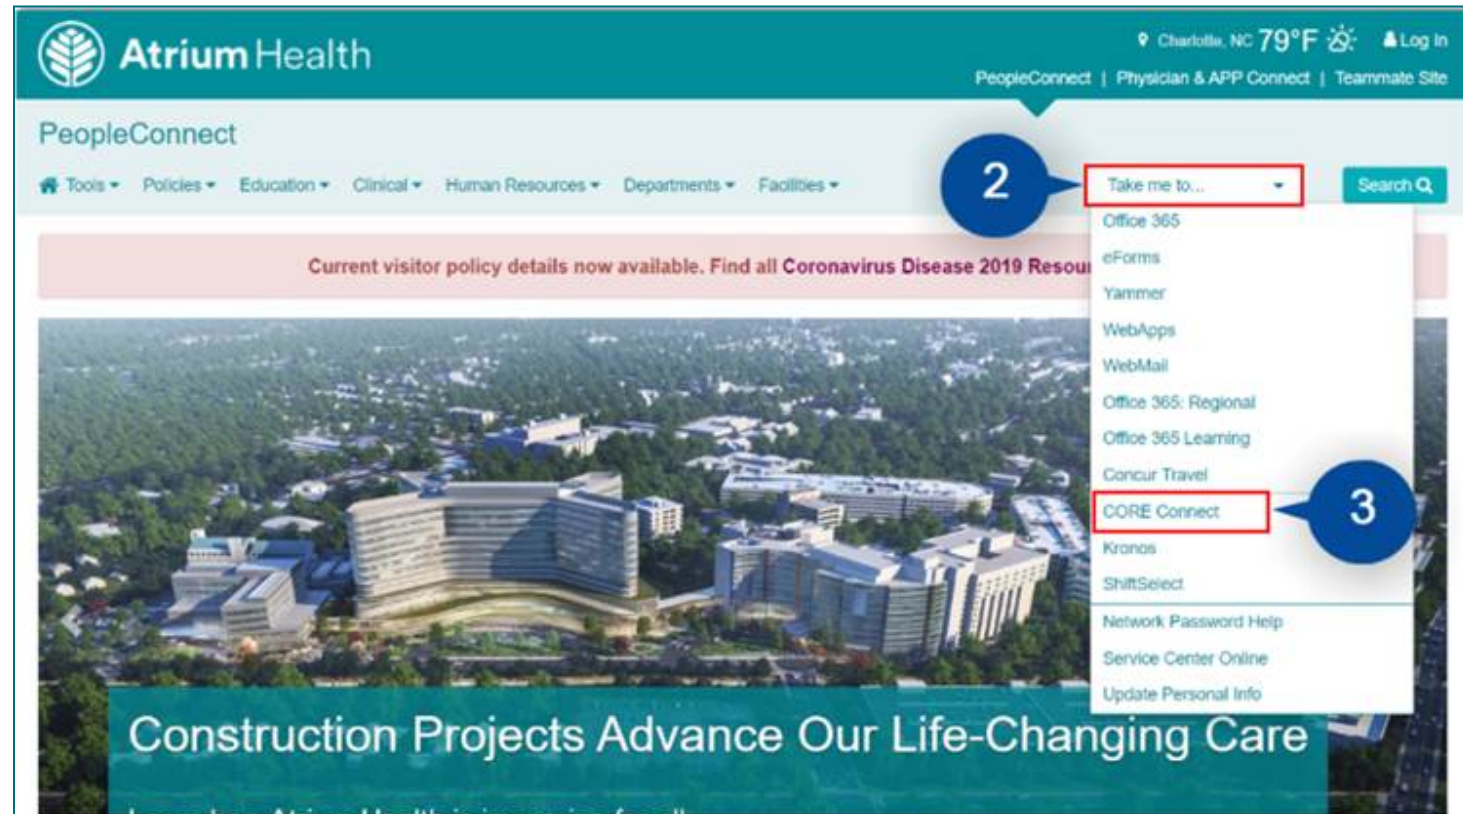 Atrium Health
Charlotte, NC 79°F Log In
PeopleConnect | Physician & APP Connect | Teammate Site
PeopleConnect
Tools Policies Education Clinical Human Resources Departments Facilities
2
Take me to...
Search
Office 365
eForms
Yammer
WebApps
WebMail
Office 365: Regional
Office 365 Learning
Concur Travel
CORE Connect
3
Kronos
ShiftSelect
Network Password Help
Service Center Online
Update Personal Info
Current visitor policy details now available. Find all Coronavirus Disease 2019 Resou
Construction Projects Advance Our Life-Changing Care